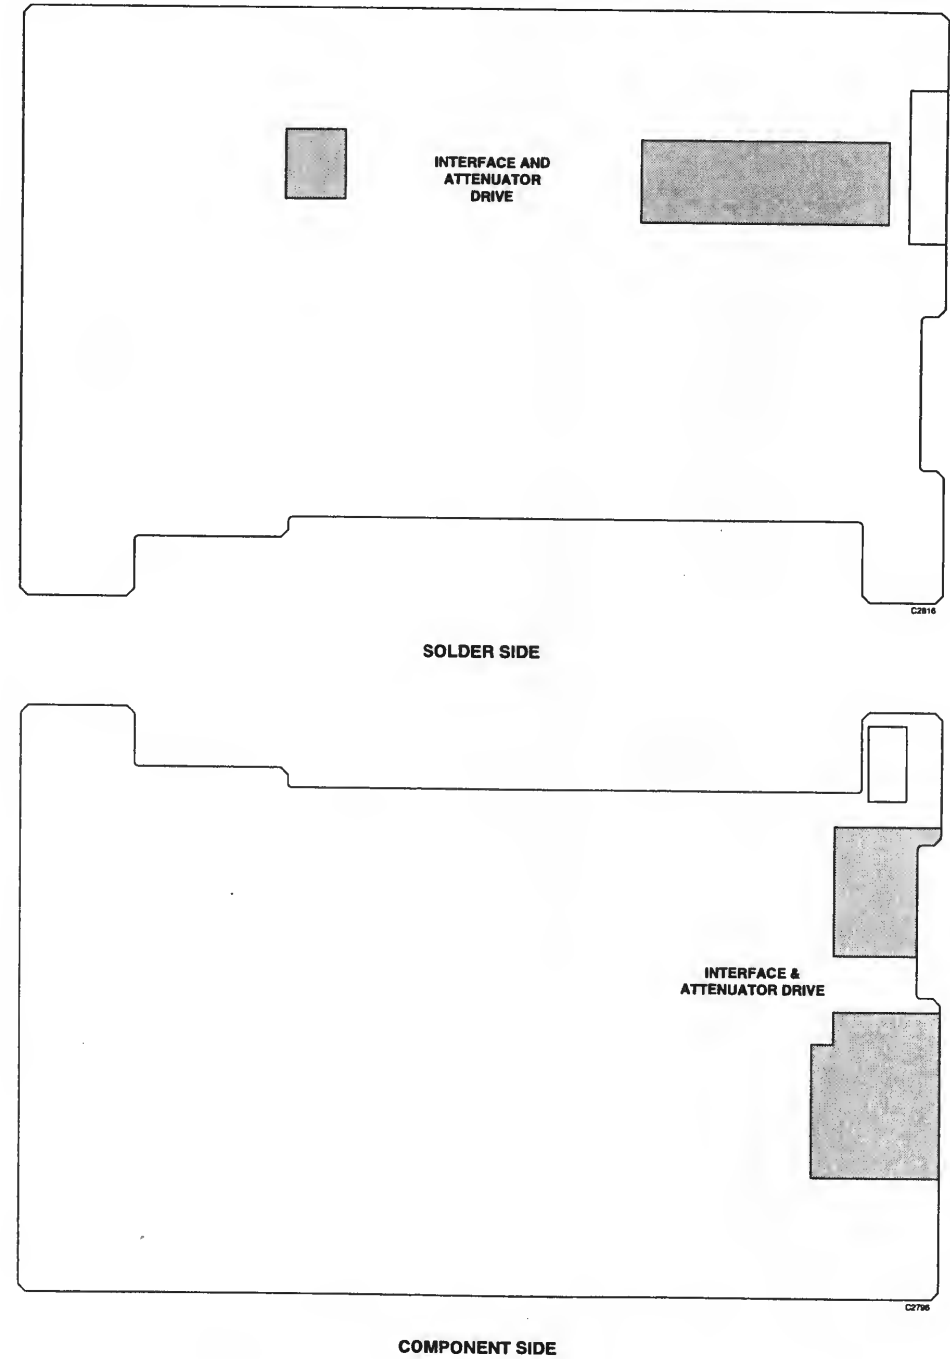 INTERFACE AND
ATTENUATOR
DRIVE
C2816
SOLDER SIDE
INTERFACE &
ATTENUATOR DRIVE
C2796
COMPONENT SIDE